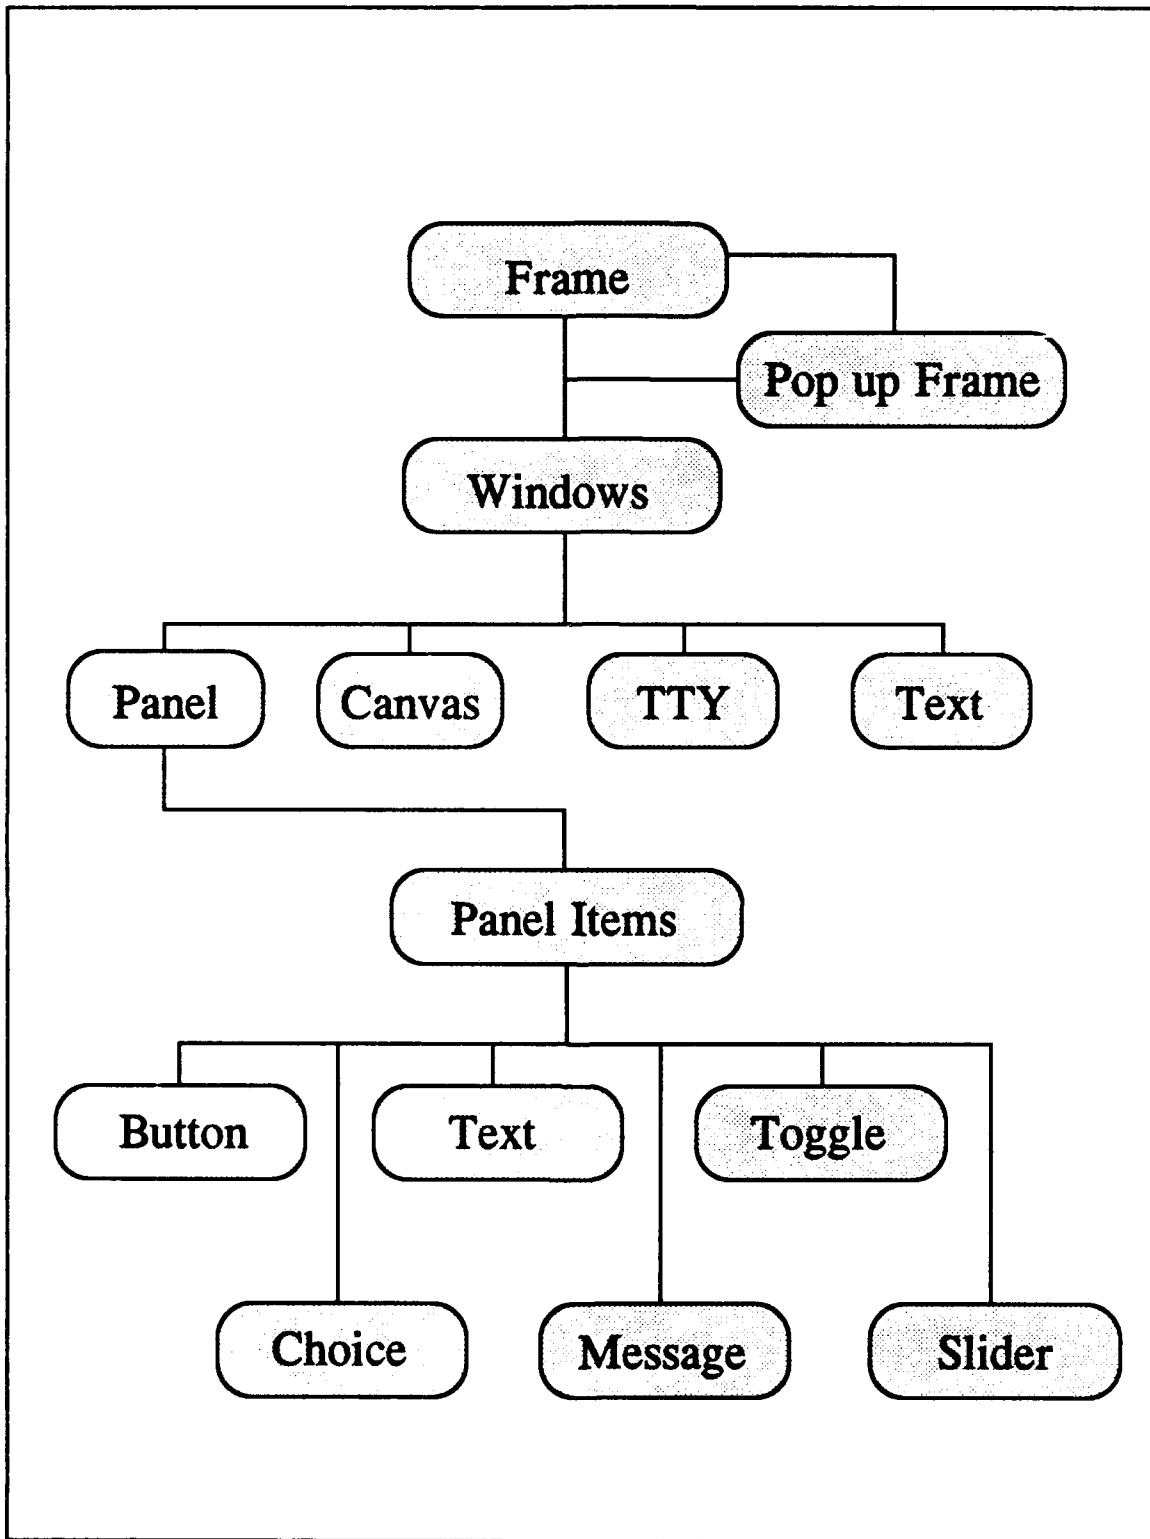 Frame
Pop up Frame
Windows
Panel
Canvas
TTY
Text
Panel Items
Button
Text
Toggle
Choice
Message
Slider